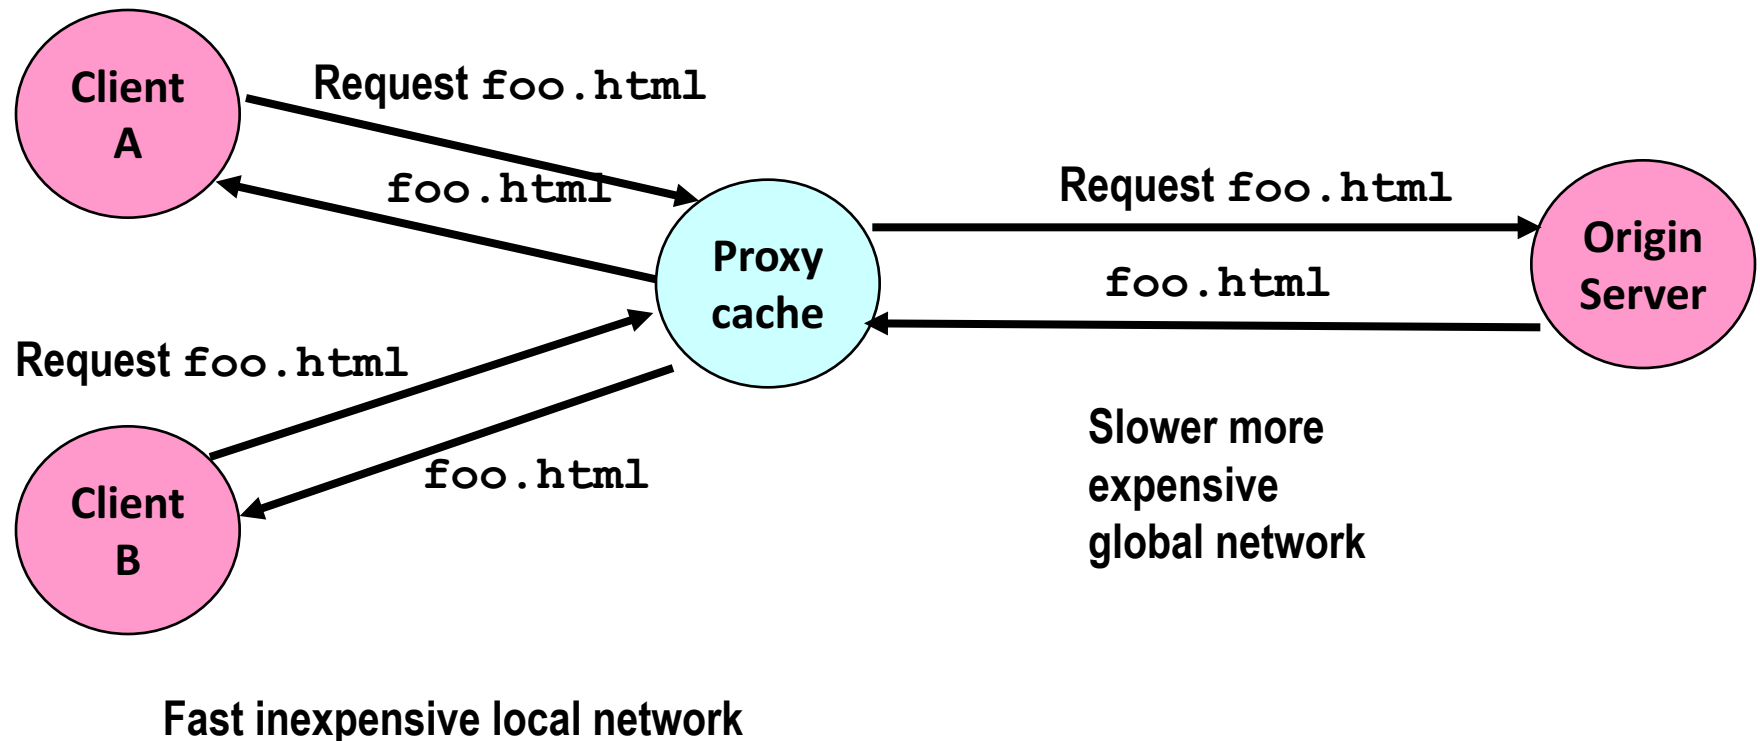 Client
A
Request foo.html
foo.html
Request foo.html
foo.html
Proxy
cache
Origin
Server
Request foo.html
foo.html
Client
B
Slower more
expensive
global network
Fast inexpensive local network